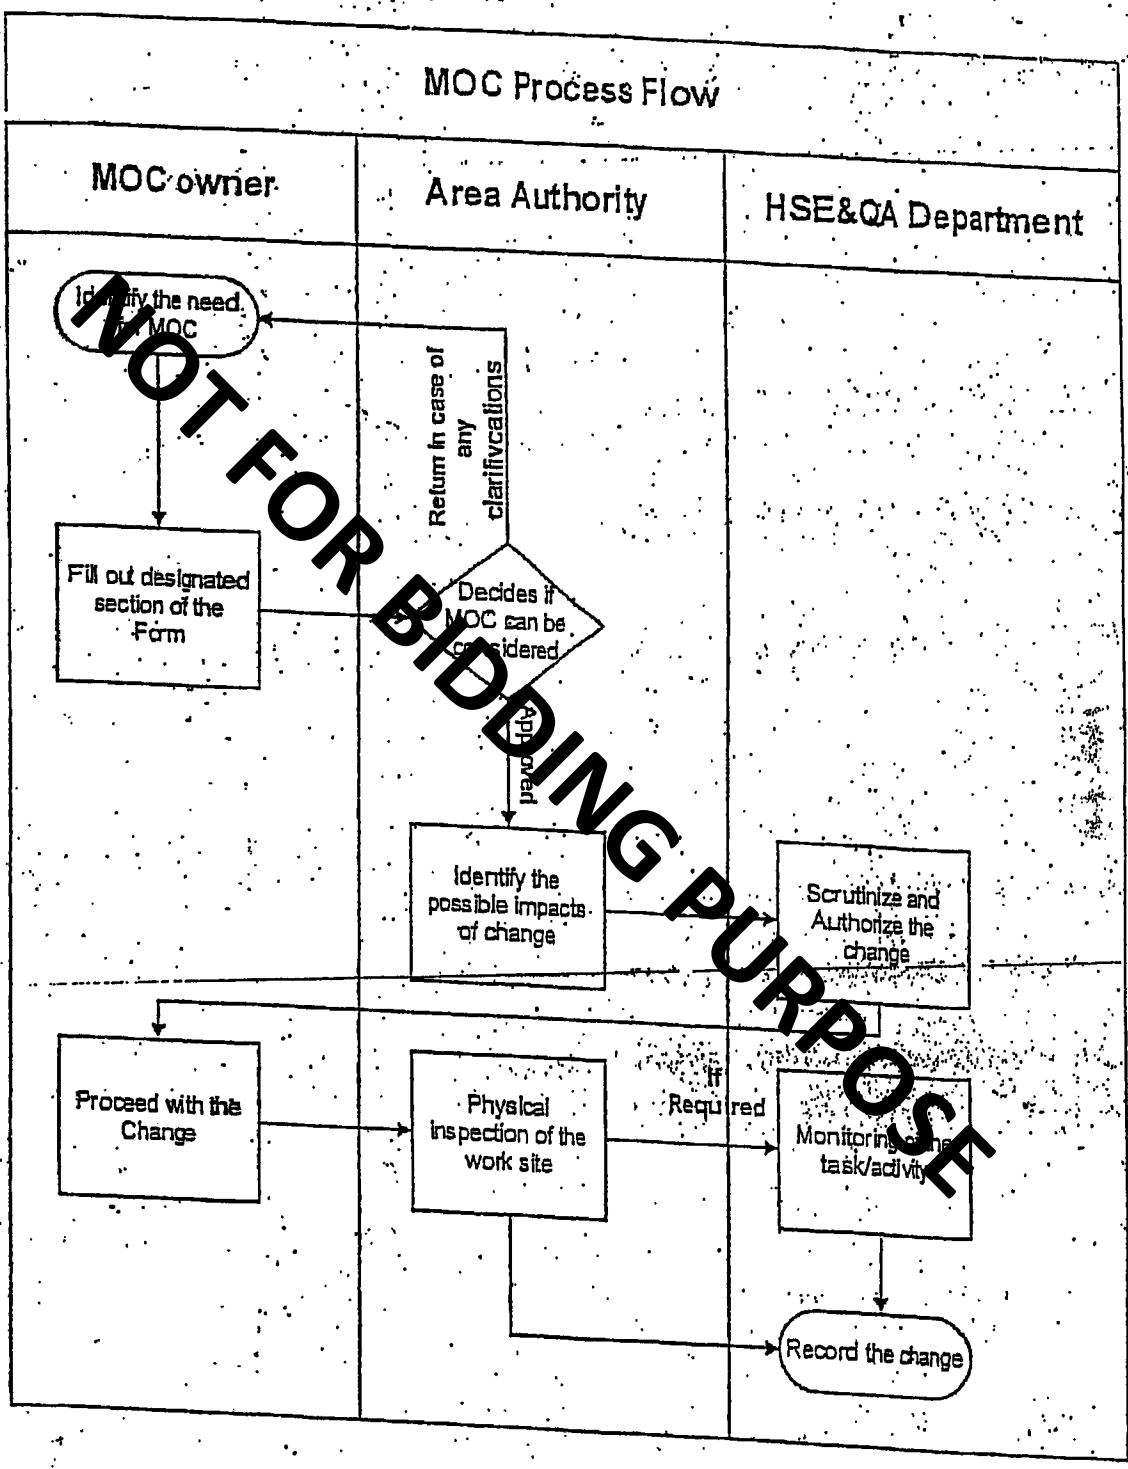 MOC Process Flow
MOC owner
Area Authority
HSE&QA Department
Identify the need
for MOC
Return in case of
any
clarifivcations
Fill out designated
section of the
Form
Decides if
MOC can be
considered
Approved
Identify the
possible impacts
of change
Scrutinize and
Authorize the
change
Proceed with the
Change
Physical
inspection of the
work site
If
Required
Monitoring of the
task/activity
Record the change
NOT FOR BIDDING PURPOSE